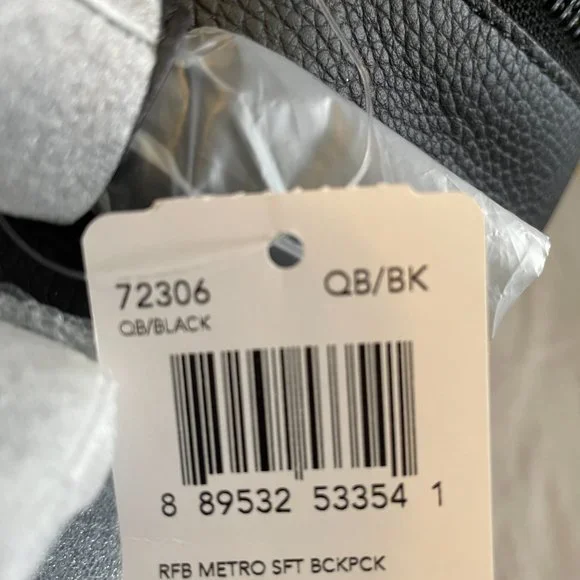 72306 QB/BK
QB/BLACK
8 89532 53354 1
RFB METRO SFT BCKPCK